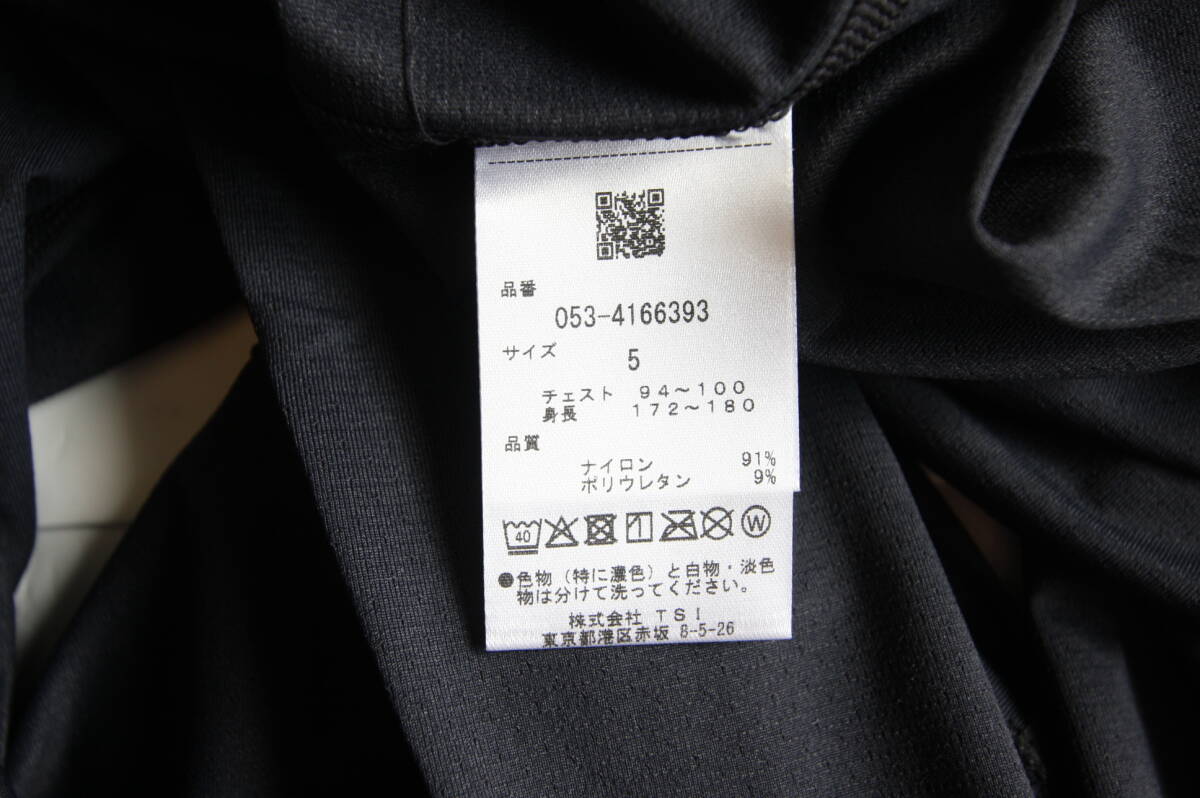 品番
053-4166393
サイズ 5
チェスト 94～100
身長 172～180
品質
ナイロン 91%
ポリウレタン 9%
40 W
●色物（特に濃色）と白物・淡色
物は分けて洗ってください。
株式会社 TSI
東京都港区赤坂 8-5-26